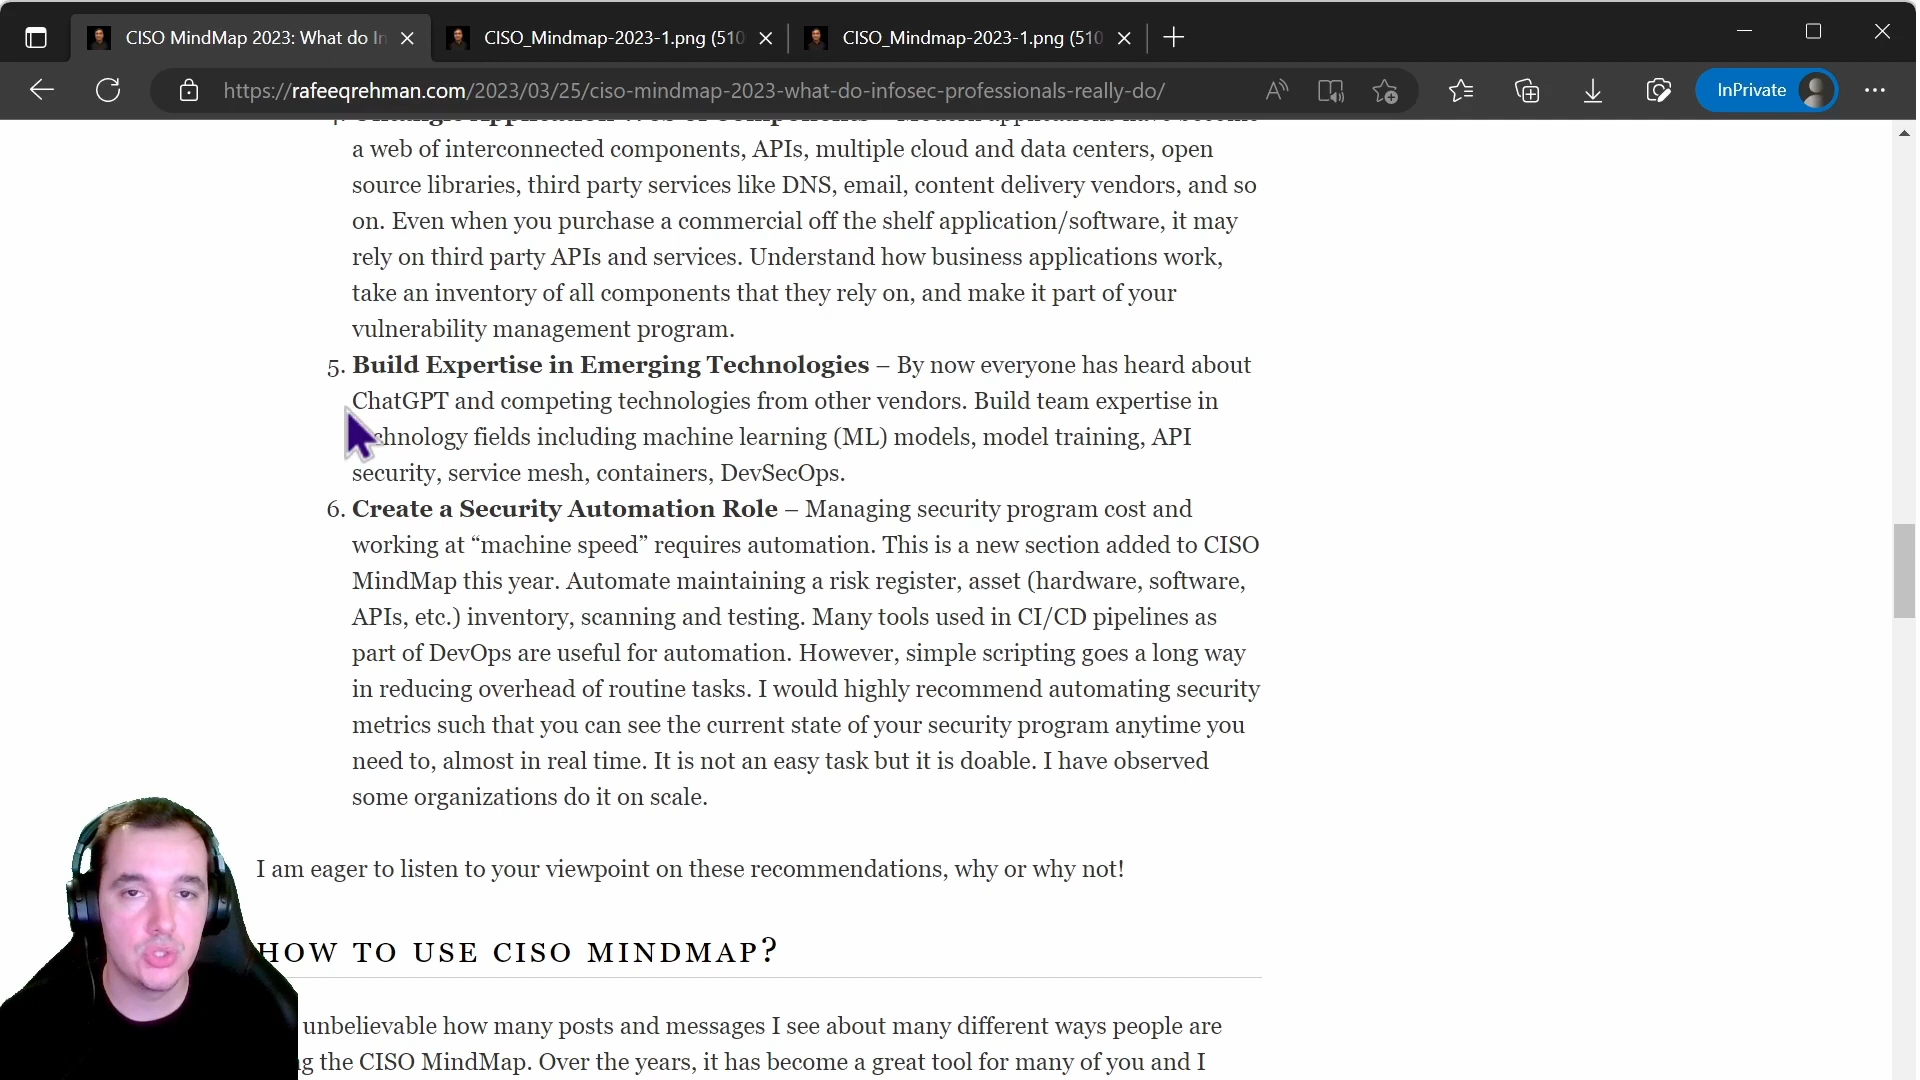 CISO MindMap 2023: What do In
CISO_Mindmap-2023-1.png (510
CISO_Mindmap-2023-1.png (510
https://rafeeqrehman.com/2023/03/25/ciso-mindmap-2023-what-do-infosec-professionals-really-do/
InPrivate
a web of interconnected components, APIs, multiple cloud and data centers, open
source libraries, third party services like DNS, email, content delivery vendors, and so
on. Even when you purchase a commercial off the shelf application/software, it may
rely on third party APIs and services. Understand how business applications work,
take an inventory of all components that they rely on, and make it part of your
vulnerability management program.
5. Build Expertise in Emerging Technologies – By now everyone has heard about
ChatGPT and competing technologies from other vendors. Build team expertise in
chnology fields including machine learning (ML) models, model training, API
security, service mesh, containers, DevSecOps.
6. Create a Security Automation Role – Managing security program cost and
working at “machine speed” requires automation. This is a new section added to CISO
MindMap this year. Automate maintaining a risk register, asset (hardware, software,
APIs, etc.) inventory, scanning and testing. Many tools used in CI/CD pipelines as
part of DevOps are useful for automation. However, simple scripting goes a long way
in reducing overhead of routine tasks. I would highly recommend automating security
metrics such that you can see the current state of your security program anytime you
need to, almost in real time. It is not an easy task but it is doable. I have observed
some organizations do it on scale.
I am eager to listen to your viewpoint on these recommendations, why or why not!
HOW TO USE CISO MINDMAP?
unbelievable how many posts and messages I see about many different ways people are
g the CISO MindMap. Over the years, it has become a great tool for many of you and I